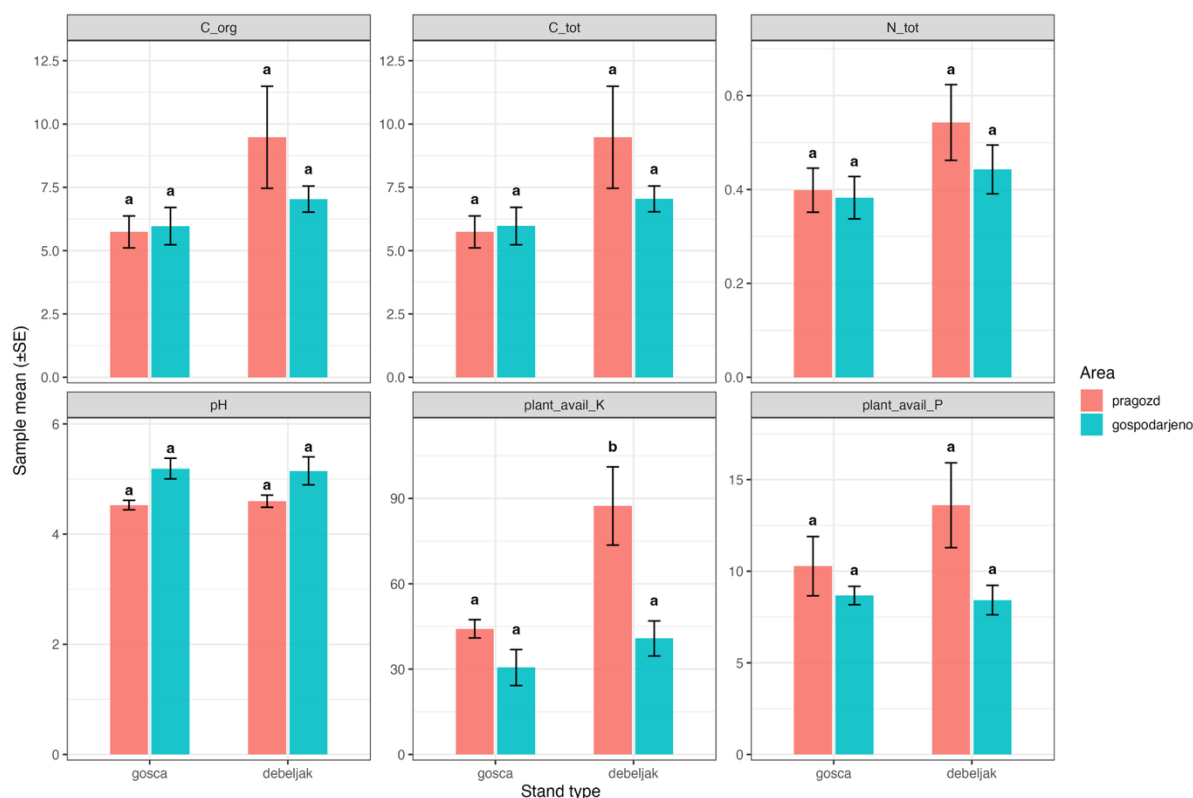 C_org
C_tot
N_tot
12.5
10.0
7.5
5.0
2.5
0.0
a
a
a
a
12.5
10.0
7.5
5.0
2.5
0.0
a
a
a
a
0.6
0.4
0.2
0.0
a
a
a
a
Sample mean (±SE)
Area
pragozd
gospodarjeno
pH
plant_avail_K
plant_avail_P
6
4
2
0
a
a
a
a
90
60
30
0
a
a
b
a
15
10
5
0
a
a
a
a
gosca
debeljak
gosca
debeljak
gosca
debeljak
Stand type